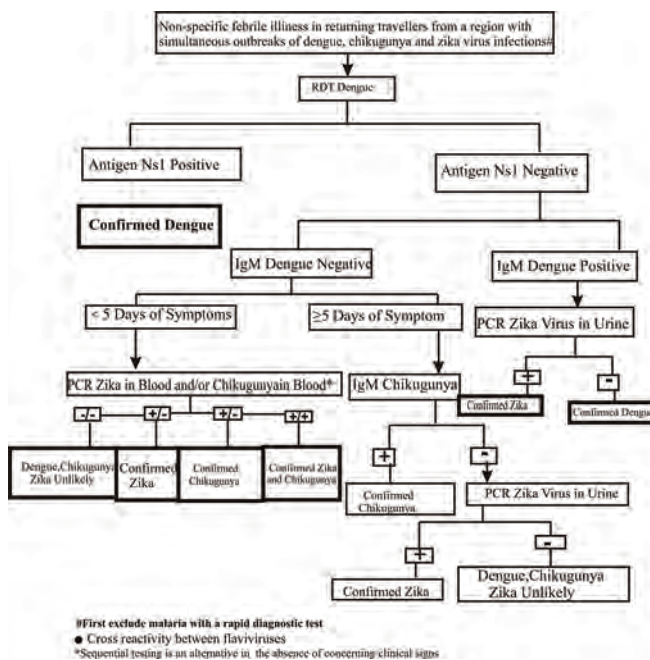 Non-specific febrile illness in returning travellers from a region with
simultaneous outbreaks of dengue, chikugunya and zika virus infections#
RDT Dengue
Antigen Ns1 Positive
Antigen Ns1 Negative
Confirmed Dengue
IgM Dengue Negative
IgM Dengue Positive
< 5 Days of Symptoms
≥5 Days of Symptom
PCR Zika Virus in Urine
PCR Zika in Blood and/or Chikugunyain Blood*
IgM Chikugunya
+
-
Confirmed Zika
Confirmed Dengue
-/-
+/-
+/-
+/+
Dengue,Chikugunya
Zika Unlikely
Confirmed
Zika
Confirmed
Chikugunya
Confirmed Zika
and Chikugunya
+
-
Confirmed
Chikugunya
PCR Zika Virus in Urine
+
-
Confirmed Zika
Dengue,Chikugunya
Zika Unlikely
#First exclude malaria with a rapid diagnostic test
● Cross reactivity between flaviviruses
*Sequential testing is an alternative in the absence of concerning clinical signs